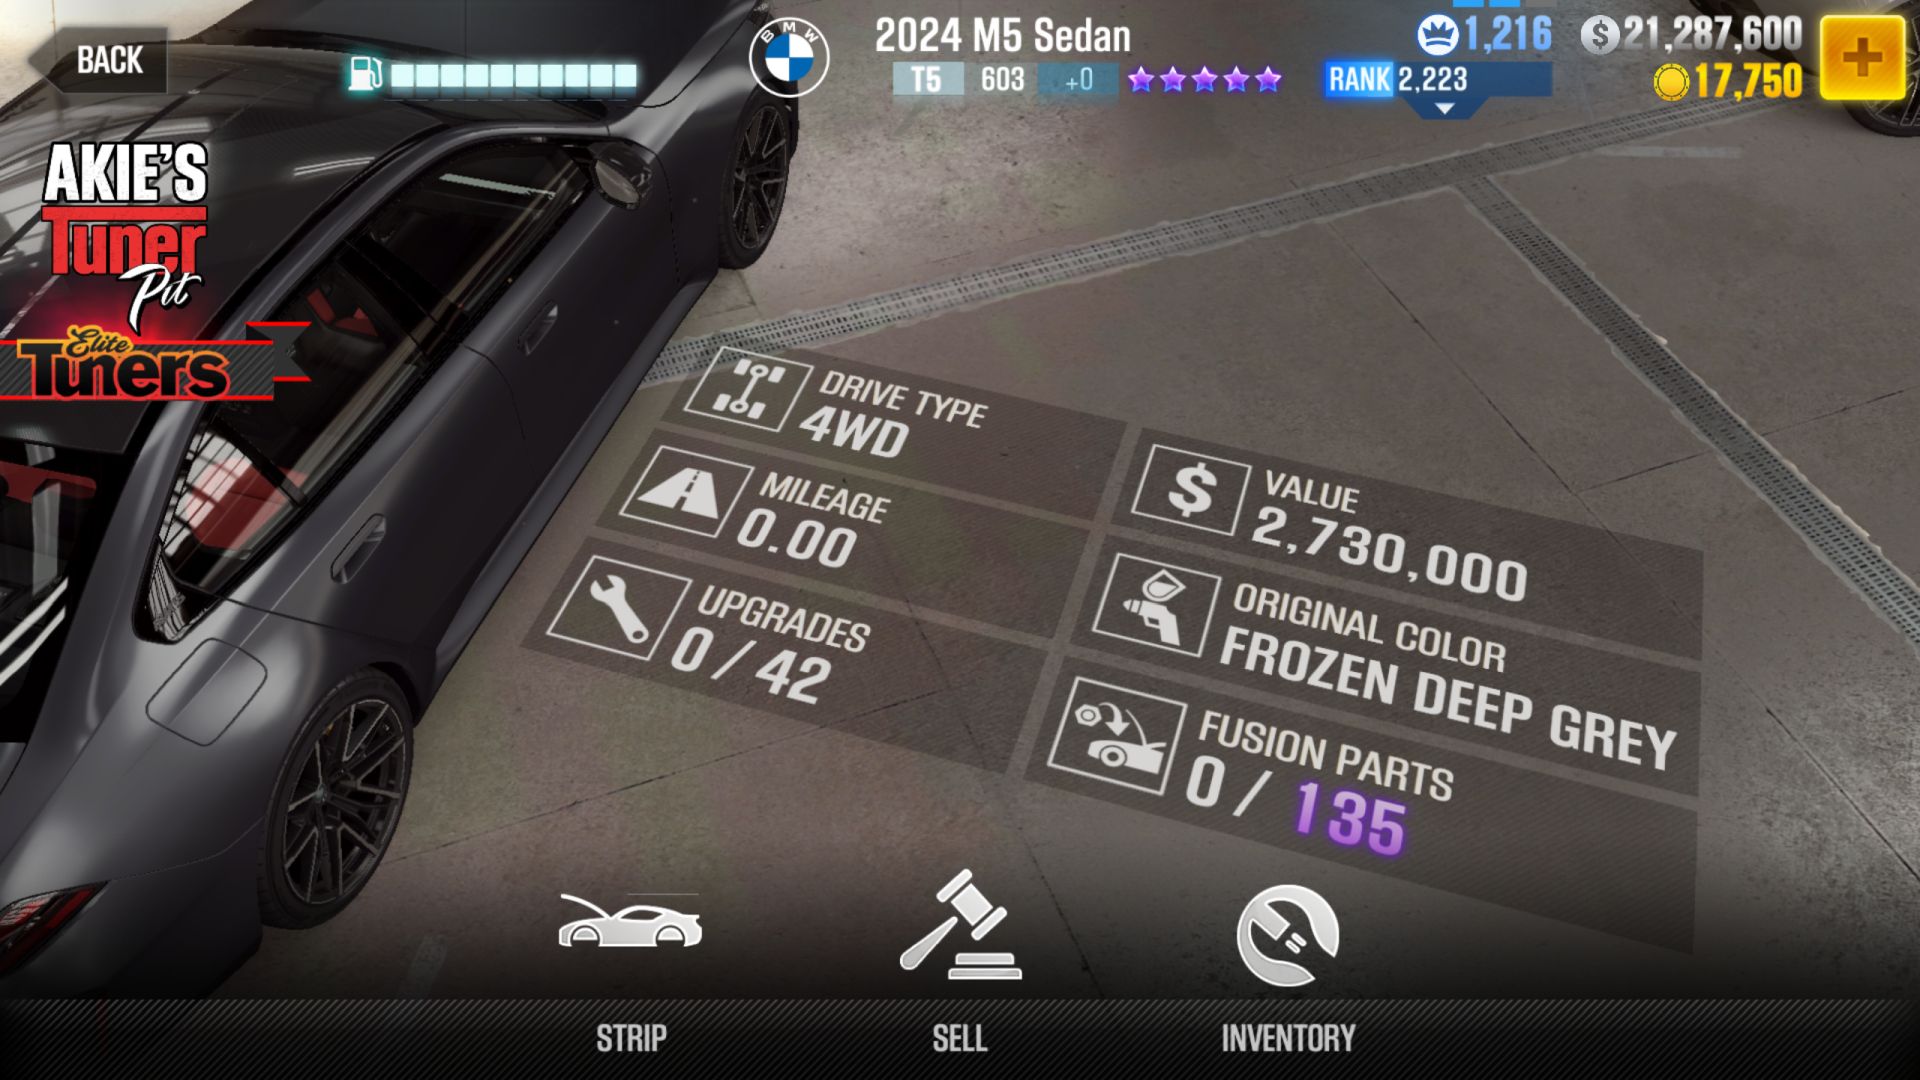 BACK
BMW
2024 M5 Sedan
T5 603 +0
RANK 2,223
1,216
21,287,600
17,750
AKIE'S
Tuner
Pit
Elite
Tuners
DRIVE TYPE
4WD
MILEAGE
0.00
UPGRADES
0 / 42
$ VALUE
2,730,000
ORIGINAL COLOR
FROZEN DEEP GREY
FUSION PARTS
0 / 135
STRIP
SELL
INVENTORY